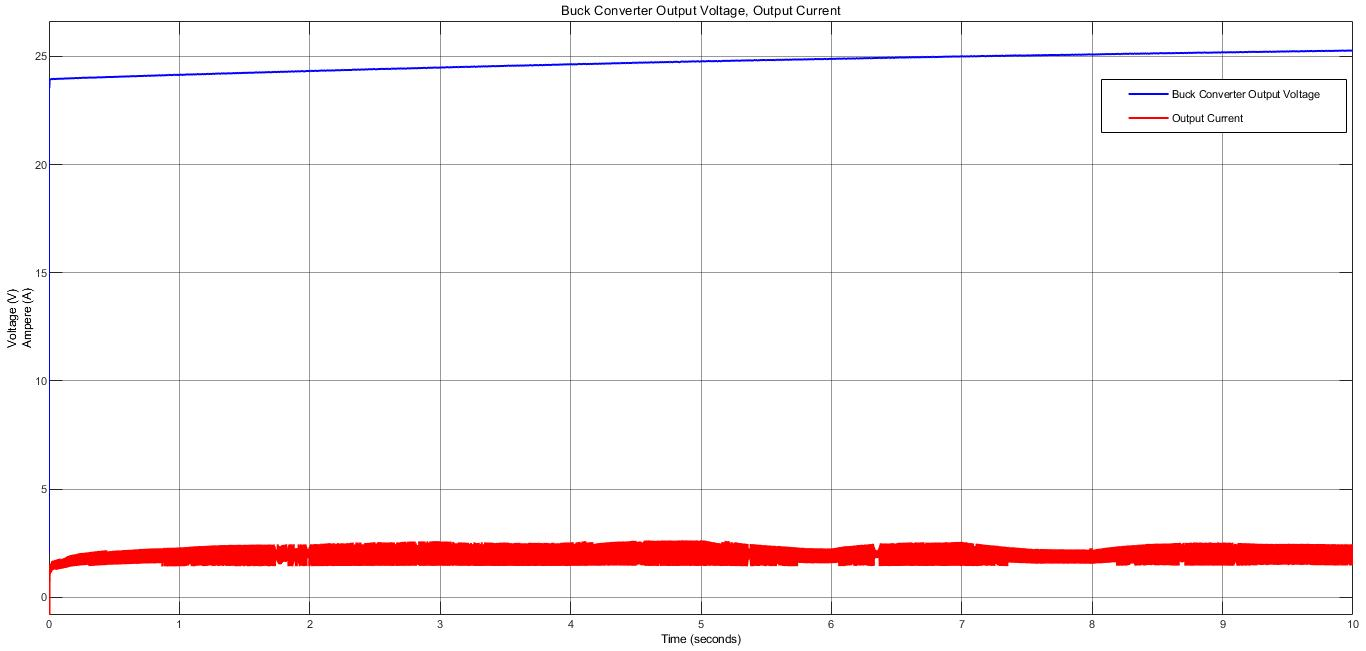 Buck Converter Output Voltage, Output Current
25
20
15
10
5
0
Voltage (V)
Ampere (A)
Buck Converter Output Voltage
Output Current
0 1 2 3 4 5 6 7 8 9 10
Time (seconds)